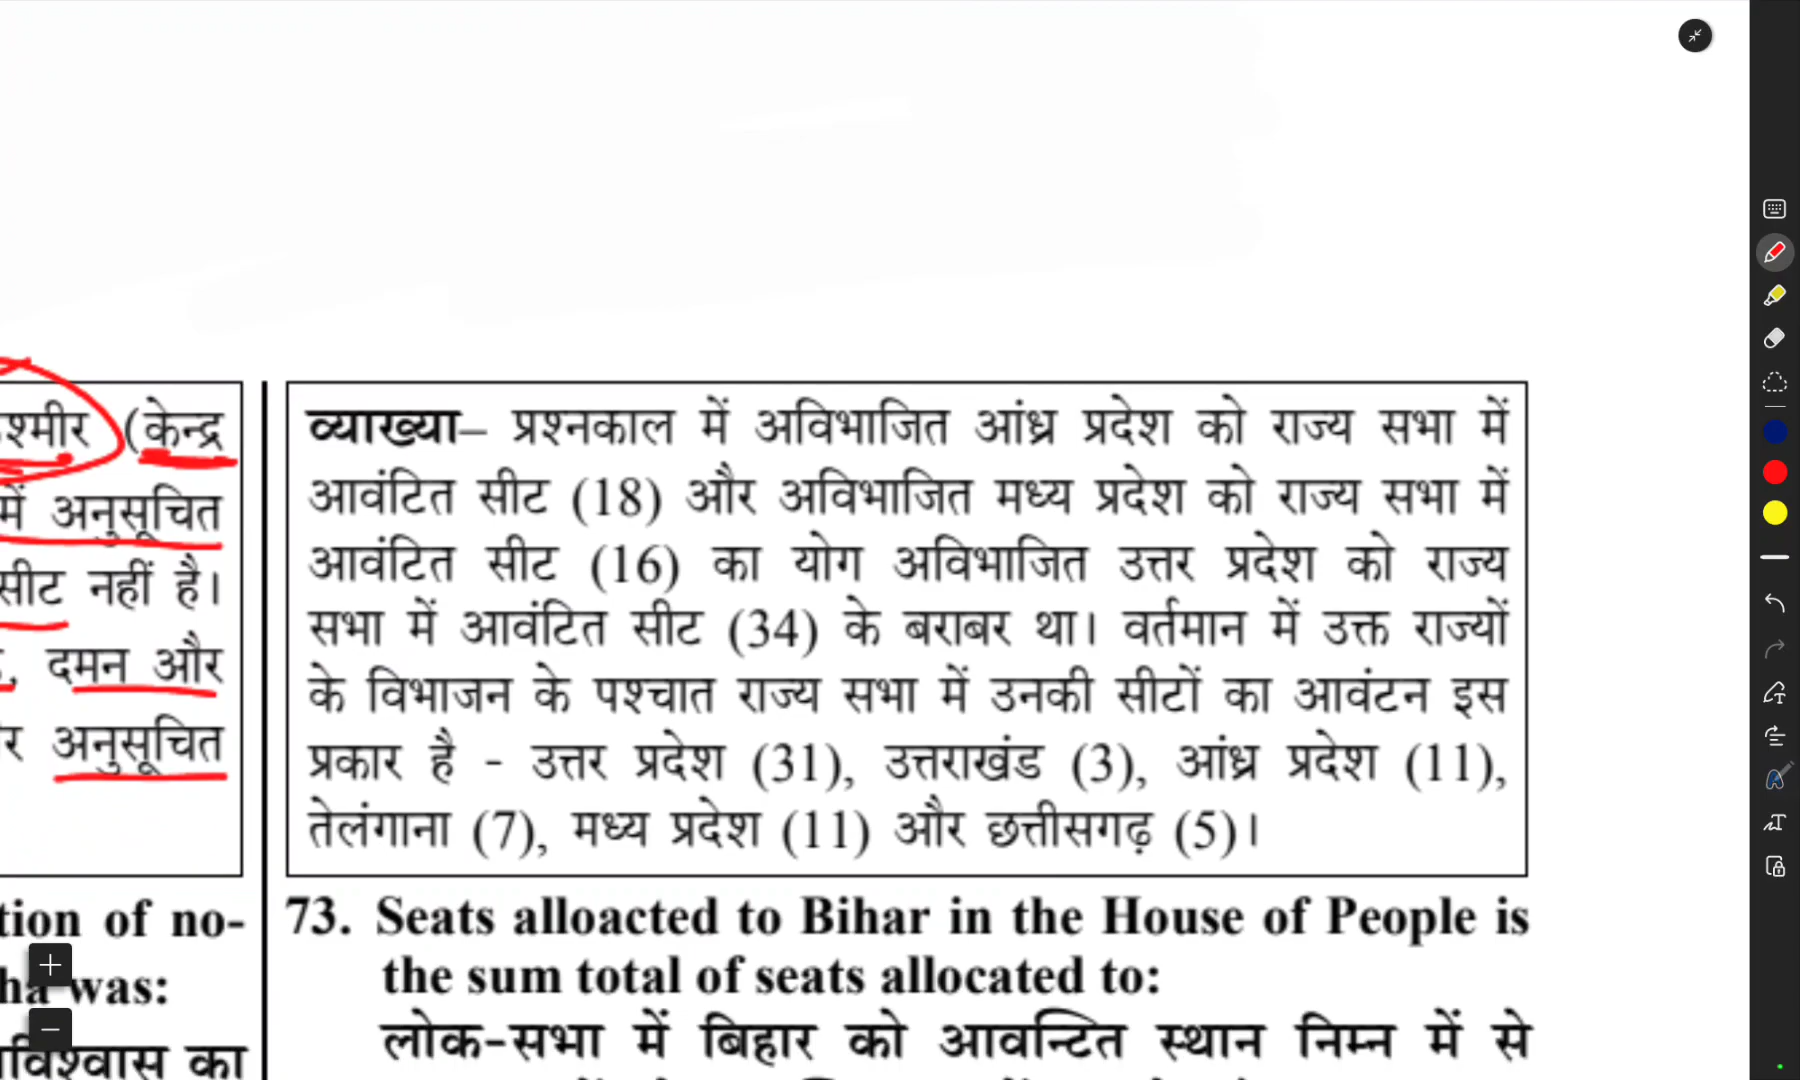 श्मीर (केन्द्र
में अनुसूचित
सीट नहीं है।
, दमन और
र अनुसूचित
tion of no-
ha was:
विश्वास का
व्याख्या– प्रश्नकाल में अविभाजित आंध्र प्रदेश को राज्य सभा में
आवंटित सीट (18) और अविभाजित मध्य प्रदेश को राज्य सभा में
आवंटित सीट (16) का योग अविभाजित उत्तर प्रदेश को राज्य
सभा में आवंटित सीट (34) के बराबर था। वर्तमान में उक्त राज्यों
के विभाजन के पश्चात राज्य सभा में उनकी सीटों का आवंटन इस
प्रकार है - उत्तर प्रदेश (31), उत्तराखंड (3), आंध्र प्रदेश (11),
तेलंगाना (7), मध्य प्रदेश (11) और छत्तीसगढ़ (5)।
73. Seats alloacted to Bihar in the House of People is
the sum total of seats allocated to:
लोक-सभा में बिहार को आवन्टित स्थान निम्न में से